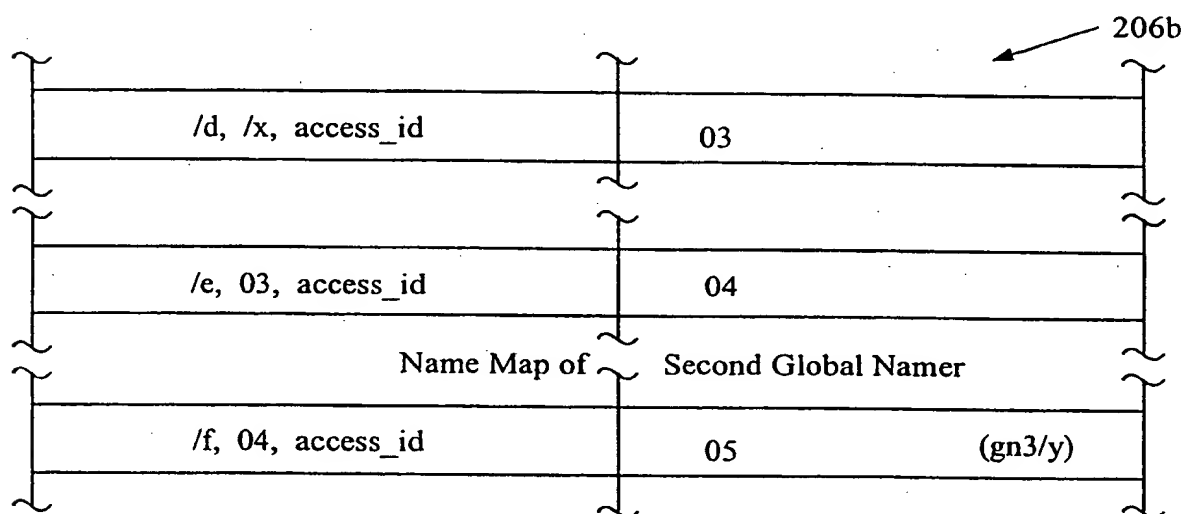 206b
/d, /x, access_id 03
/e, 03, access_id 04
Name Map of Second Global Namer
/f, 04, access_id 05 (gn3/y)